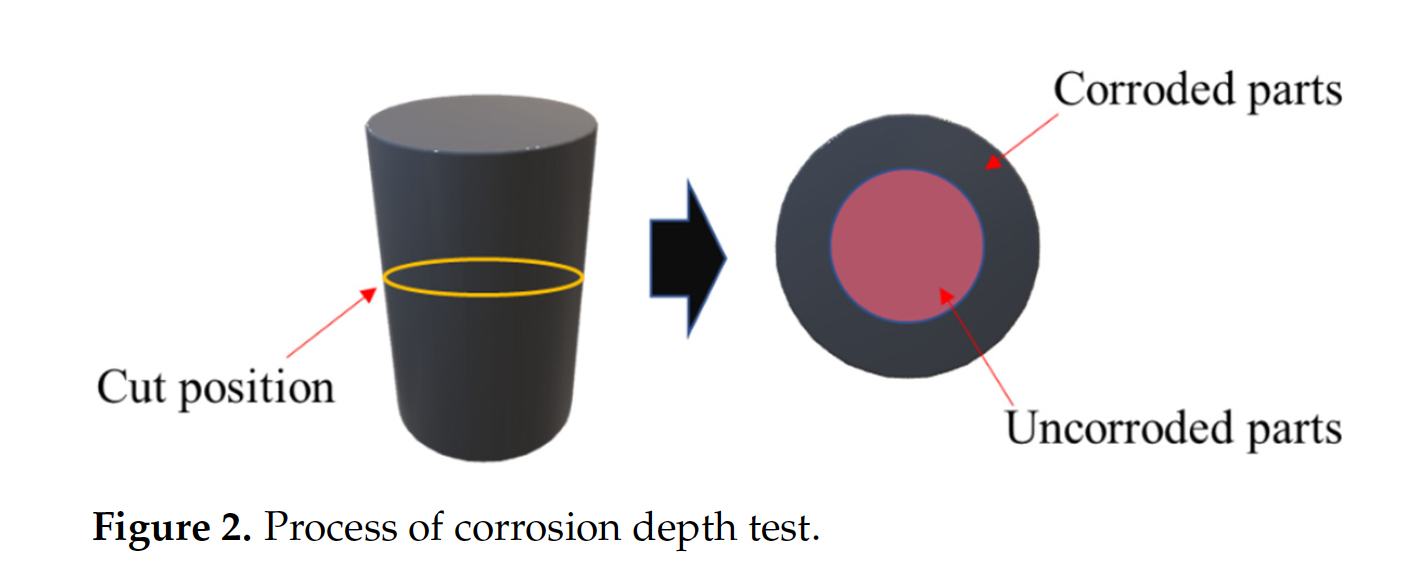 Corroded parts
Cut position
Uncorroded parts
Figure 2. Process of corrosion depth test.